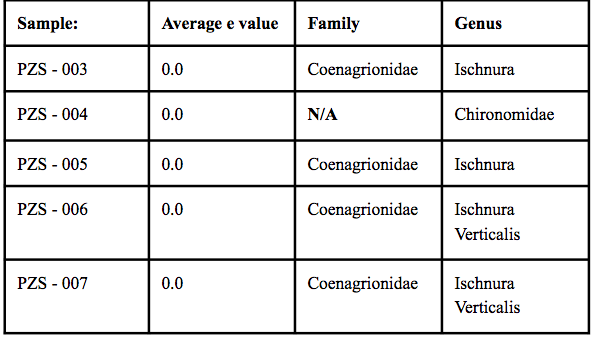 Sample: Average e value Family Genus
PZS - 003 0.0 Coenagrionidae Ischnura
PZS - 004 0.0 N/A Chironomidae
PZS - 005 0.0 Coenagrionidae Ischnura
PZS - 006 0.0 Coenagrionidae Ischnura
Verticalis
PZS - 007 0.0 Coenagrionidae Ischnura
Verticalis